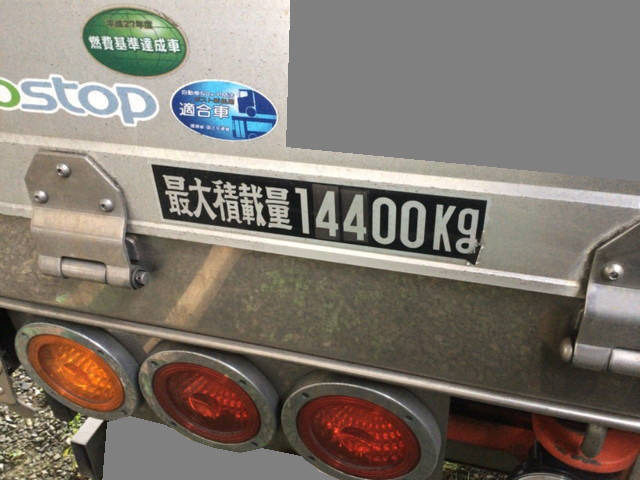 平成27年度
燃費基準達成車
ostop
適合車
最大積載量14400Kg